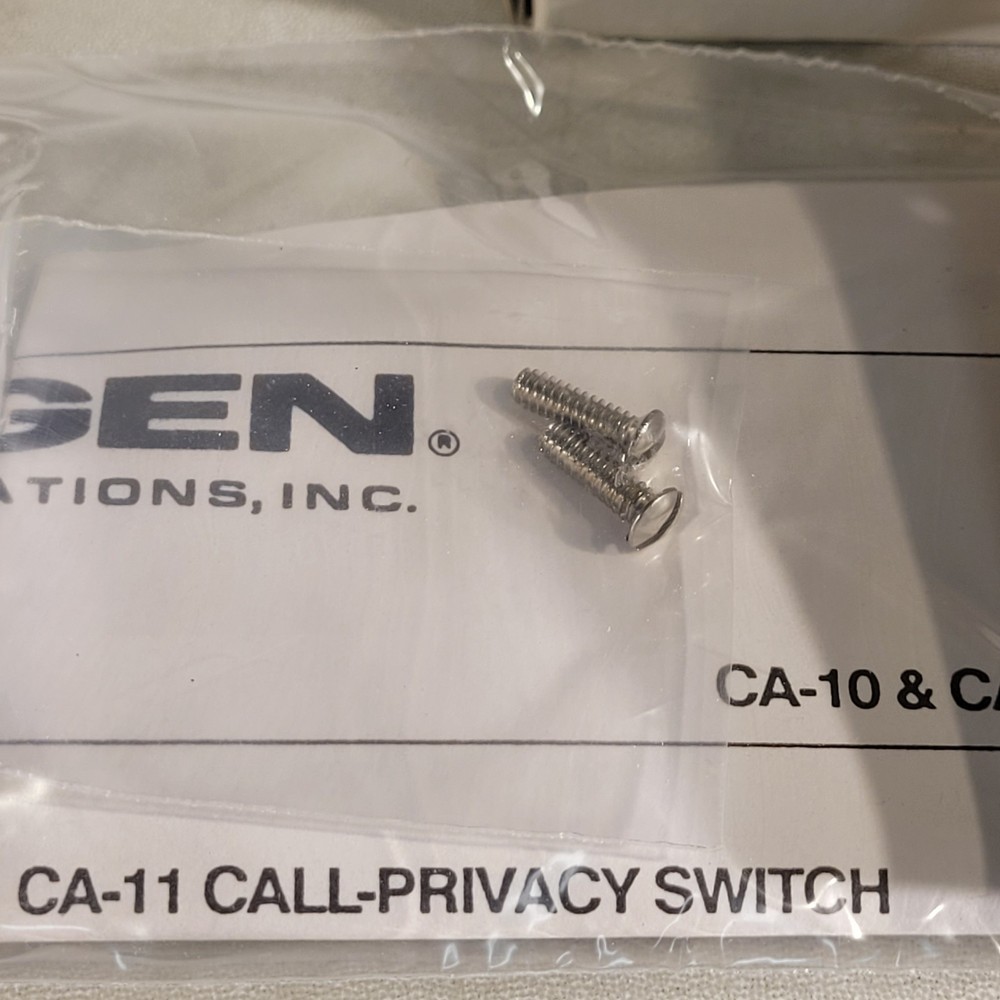 GEN®
ATIONS, INC.
CA-10 & CA
CA-11 CALL-PRIVACY SWITCH